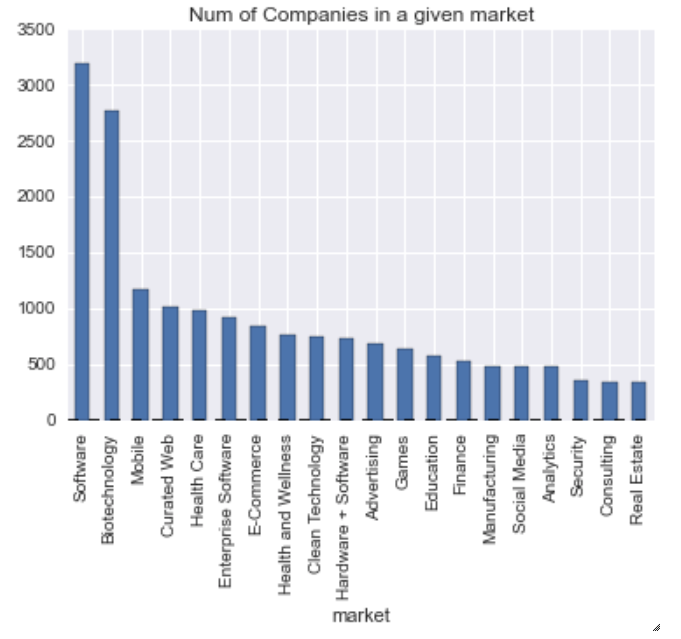 Num of Companies in a given market
3500
3000
2500
2000
1500
1000
500
0
Software
Biotechnology
Mobile
Curated Web
Health Care
Enterprise Software
E-Commerce
Health and Wellness
Clean Technology
Hardware + Software
Advertising
Games
Education
Finance
Manufacturing
Social Media
Analytics
Security
Consulting
Real Estate
market